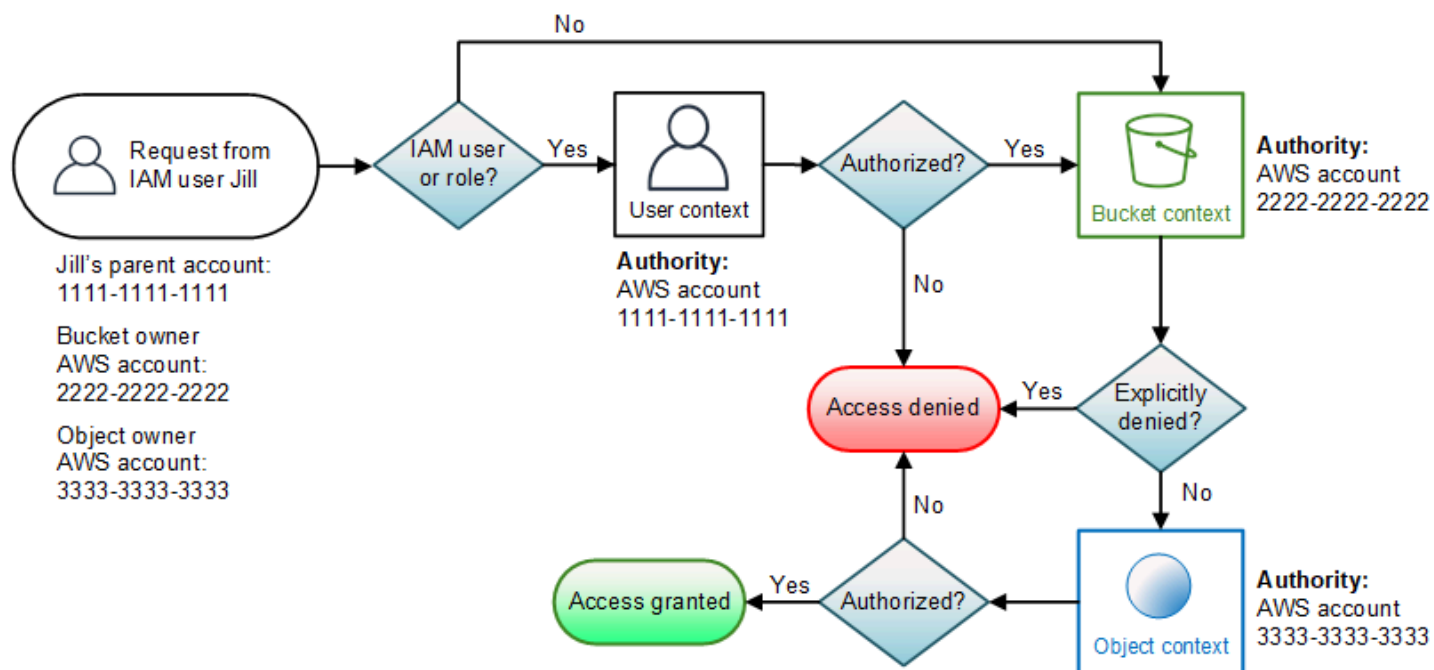 No
Request from
IAM user Jill
IAM user
or role?
Yes
User context
Authorized?
Yes
Bucket context
Authority:
AWS account
2222-2222-2222
Jill's parent account:
1111-1111-1111
Bucket owner
AWS account:
2222-2222-2222
Object owner
AWS account:
3333-3333-3333
Authority:
AWS account
1111-1111-1111
No
Access denied
Yes
Explicitly
denied?
No
No
Access granted
Yes
Authorized?
Object context
Authority:
AWS account
3333-3333-3333